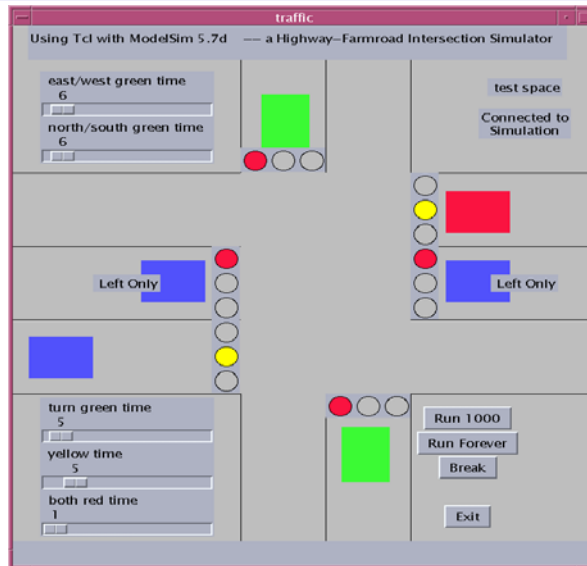 traffic
Using Tcl with ModelSim 5.7d —— a Highway–Farmroad Intersection Simulator
east/west green time
6
north/south green time
6
test space
Connected to
Simulation
Left Only
Left Only
turn green time
5
yellow time
5
both red time
1
Run 1000
Run Forever
Break
Exit